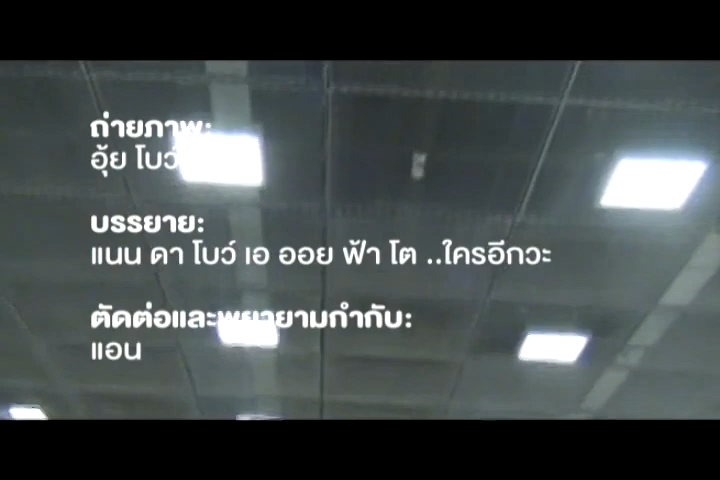 ถ่ายภาพ:
อุ้ย โบว์
บรรยาย:
แนน ดา โบว์ เอ ออย ฟ้า โต ..ใครอีกวะ
ตัดต่อและพยายามกำกับ:
แอน